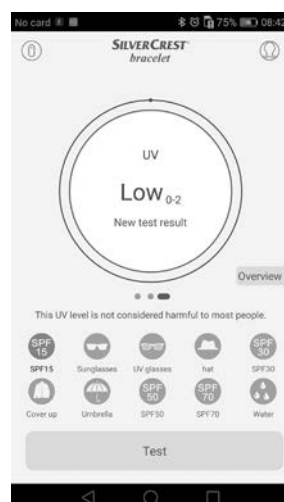 No card 75% 08:42
SILVERCREST
bracelet
UV
Low 0-2
New test result
Overview
This UV level is not considered harmful to most people.
SPF 15
SPF 30
SPF15 Sunglasses UV glasses hat SPF30
SPF 50
SPF 70
Cover up Umbrella SPF50 SPF70 Water
Test